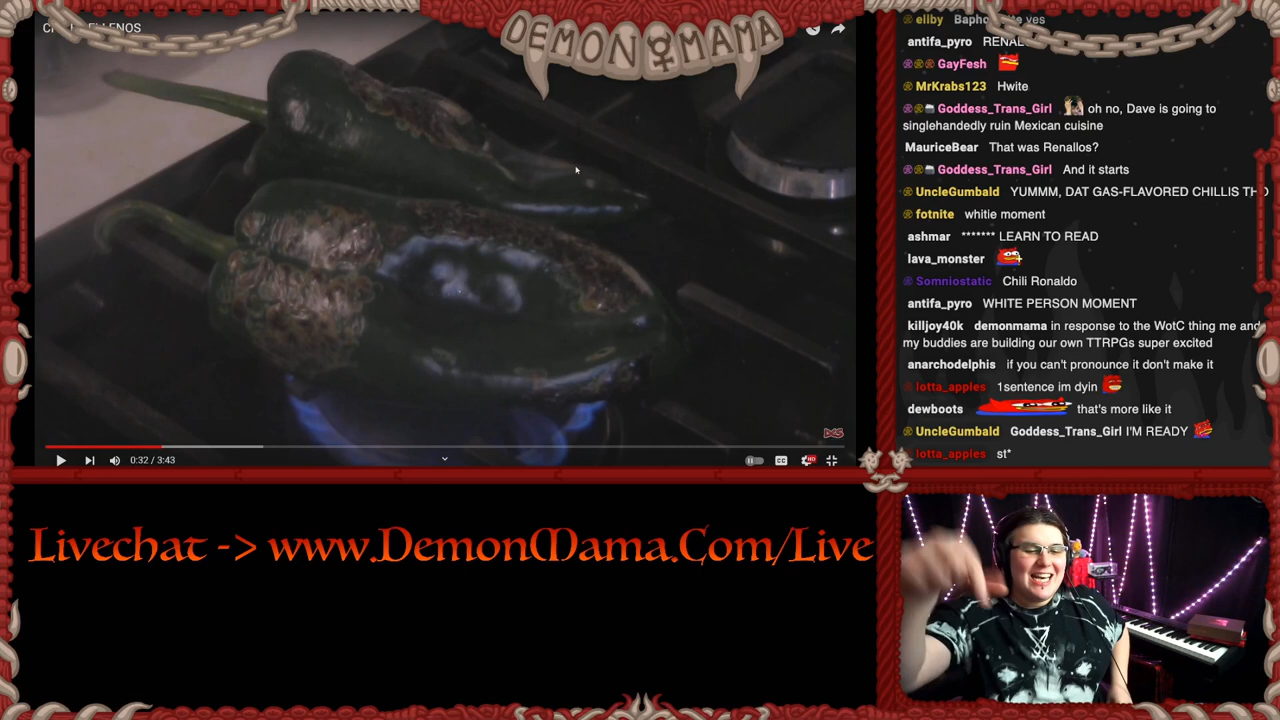 DEMON MAMA
ellby Bapho
antifa_pyro RENAL
GayFesh
MrKrabs123 Hwite
Goddess_Trans_Girl oh no, Dave is going to
singlehandedly ruin Mexican cuisine
MauriceBear That was Renallos?
Goddess_Trans_Girl And it starts
UncleGumbald YUMMM, DAT GAS-FLAVORED CHILLIS THO
fotnite whitie moment
ashmar ******* LEARN TO READ
lava_monster
Somniostatic Chili Ronaldo
antifa_pyro WHITE PERSON MOMENT
killjoy40k demonmama in response to the WotC thing me and
my buddies are building our own TTRPGs super excited
anarchodelphis if you can't pronounce it don't make it
lotta_apples 1sentence im dyin
dewboots that's more like it
UncleGumbald Goddess_Trans_Girl I'M READY
lotta_apples st*
0:32 / 3:43
CC
HD
Livechat -> www.DemonMama.Com/Live